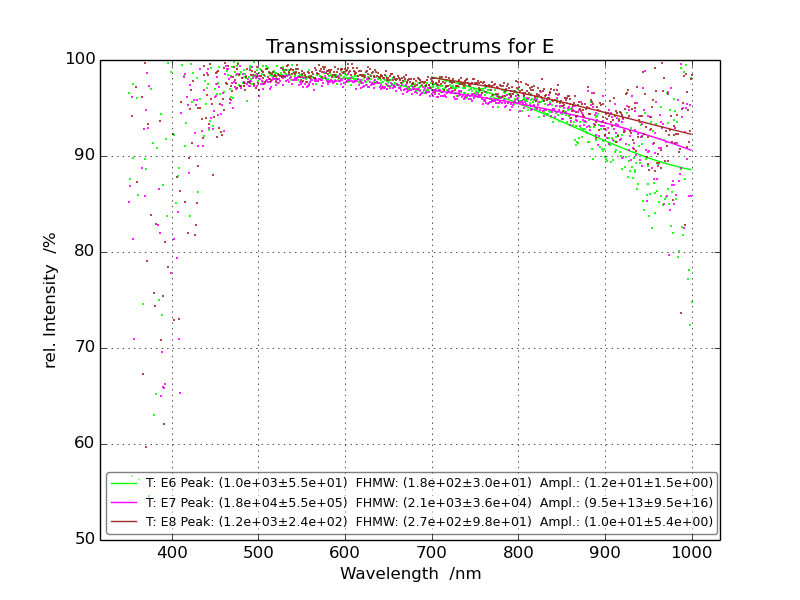 Transmissionspectrums for E
100
90
80
70
60
50
rel. Intensity /%
T: E6 Peak: (1.0e+03±5.5e+01) FHMW: (1.8e+02±3.0e+01) Ampl.: (1.2e+01±1.5e+00)
T: E7 Peak: (1.8e+04±5.5e+05) FHMW: (2.1e+03±3.6e+04) Ampl.: (9.5e+13±9.5e+16)
T: E8 Peak: (1.2e+03±2.4e+02) FHMW: (2.7e+02±9.8e+01) Ampl.: (1.0e+01±5.4e+00)
400 500 600 700 800 900 1000
Wavelength /nm